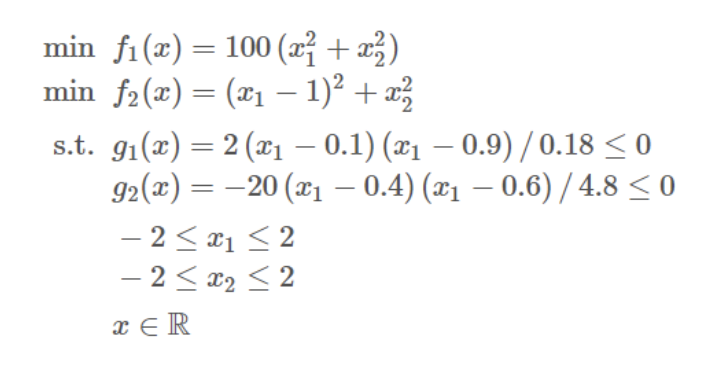 min f₁(x) = 100 (x₁² + x₂²)
min f₂(x) = (x₁ − 1)² + x₂²
s.t. g₁(x) = 2 (x₁ − 0.1) (x₁ − 0.9) / 0.18 ≤ 0
g₂(x) = −20 (x₁ − 0.4) (x₁ − 0.6) / 4.8 ≤ 0
− 2 ≤ x₁ ≤ 2
− 2 ≤ x₂ ≤ 2
x ∈ ℝ